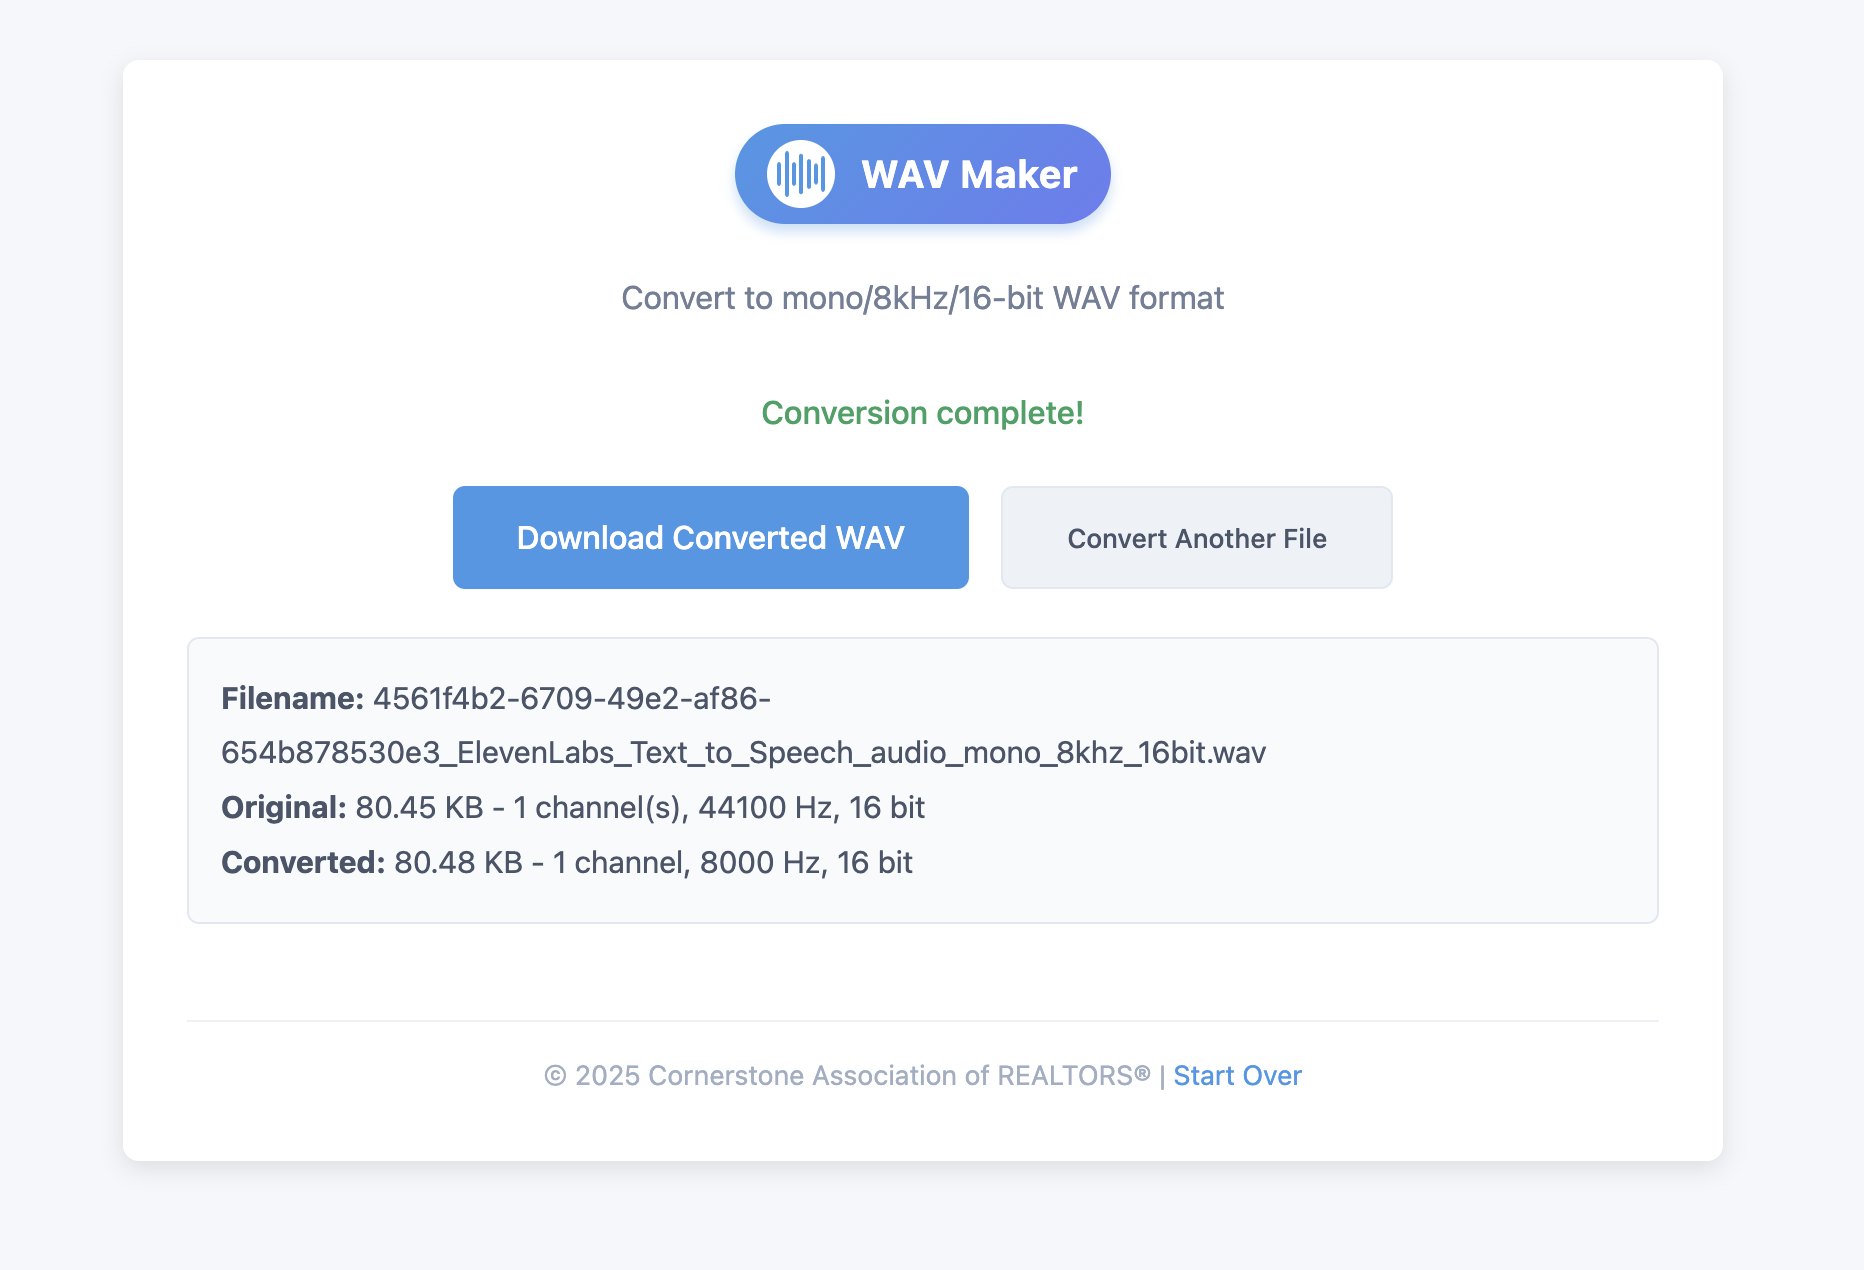 WAV Maker
Convert to mono/8kHz/16-bit WAV format
Conversion complete!
Download Converted WAV
Convert Another File
Filename: 4561f4b2-6709-49e2-af86-
654b878530e3_ElevenLabs_Text_to_Speech_audio_mono_8khz_16bit.wav
Original: 80.45 KB - 1 channel(s), 44100 Hz, 16 bit
Converted: 80.48 KB - 1 channel, 8000 Hz, 16 bit
© 2025 Cornerstone Association of REALTORS® | Start Over